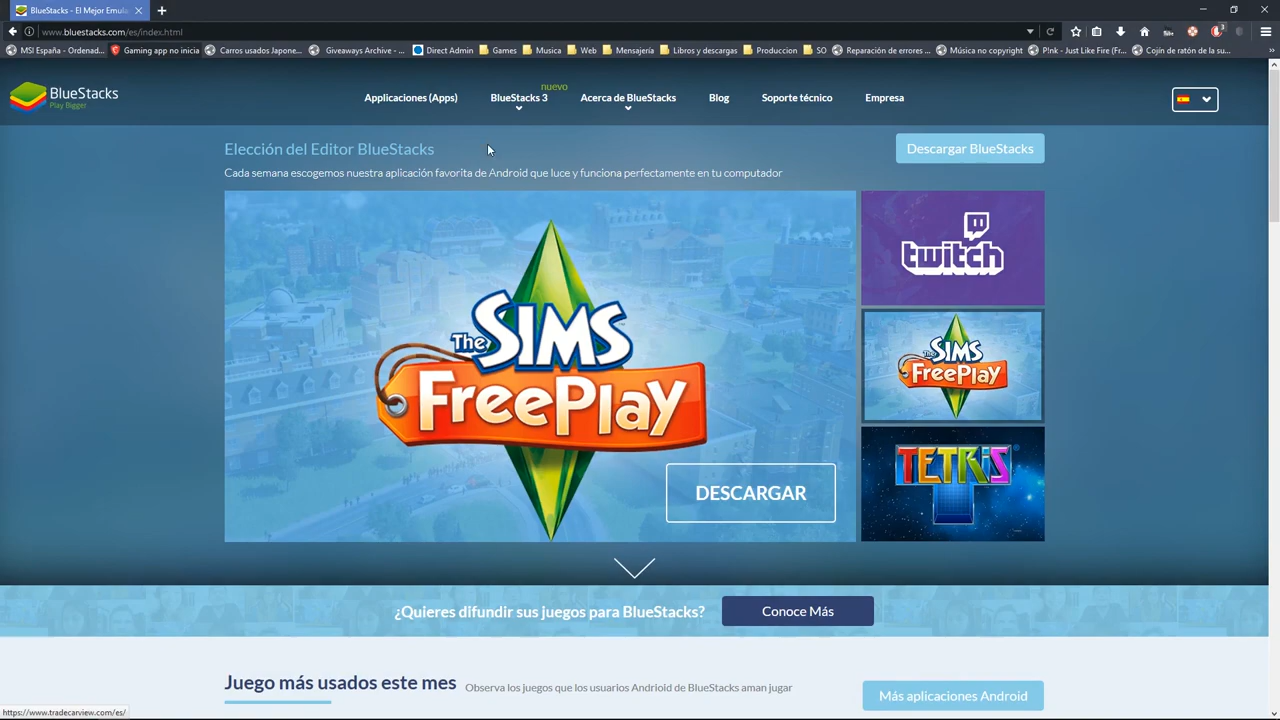 BlueStacks - El Mejor Emula
www.bluestacks.com/es/index.html
MSI España - Ordenad...
Gaming app no inicia
Carros usados Japone...
Giveaways Archive - ...
Direct Admin
Games
Musica
Web
Mensajería
Libros y descargas
Produccion
SO
Reparación de errores ...
Música no copyright
P!nk - Just Like Fire (Fr...
Cojín de ratón de la su...
BlueStacks
Play Bigger
Aplicaciones (Apps)
BlueStacks 3
nuevo
Acerca de BlueStacks
Blog
Soporte técnico
Empresa
Elección del Editor BlueStacks
Descargar BlueStacks
Cada semana escogemos nuestra aplicación favorita de Android que luce y funciona perfectamente en tu computador
The SIMS
FreePlay
DESCARGAR
twitch
The SIMS
FreePlay
TETRIS
¿Quieres difundir sus juegos para BlueStacks?
Conoce Más
Juego más usados este mes
Observa los juegos que los usuarios Andrioid de BlueStacks aman jugar
Más aplicaciones Android
https://www.tradecarview.com/es/